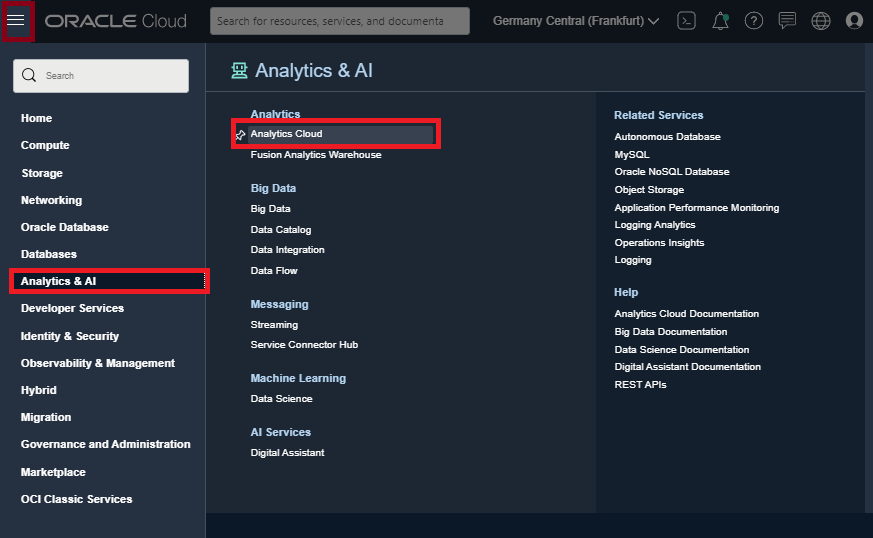 ORACLE Cloud
Search for resources, services, and documenta
Germany Central (Frankfurt)
Search
Home
Compute
Storage
Networking
Oracle Database
Databases
Analytics & AI
Developer Services
Identity & Security
Observability & Management
Hybrid
Migration
Governance and Administration
Marketplace
OCI Classic Services
Analytics & AI
Analytics
Analytics Cloud
Fusion Analytics Warehouse
Big Data
Big Data
Data Catalog
Data Integration
Data Flow
Messaging
Streaming
Service Connector Hub
Machine Learning
Data Science
AI Services
Digital Assistant
Related Services
Autonomous Database
MySQL
Oracle NoSQL Database
Object Storage
Application Performance Monitoring
Logging Analytics
Operations Insights
Logging
Help
Analytics Cloud Documentation
Big Data Documentation
Data Science Documentation
Digital Assistant Documentation
REST APIs